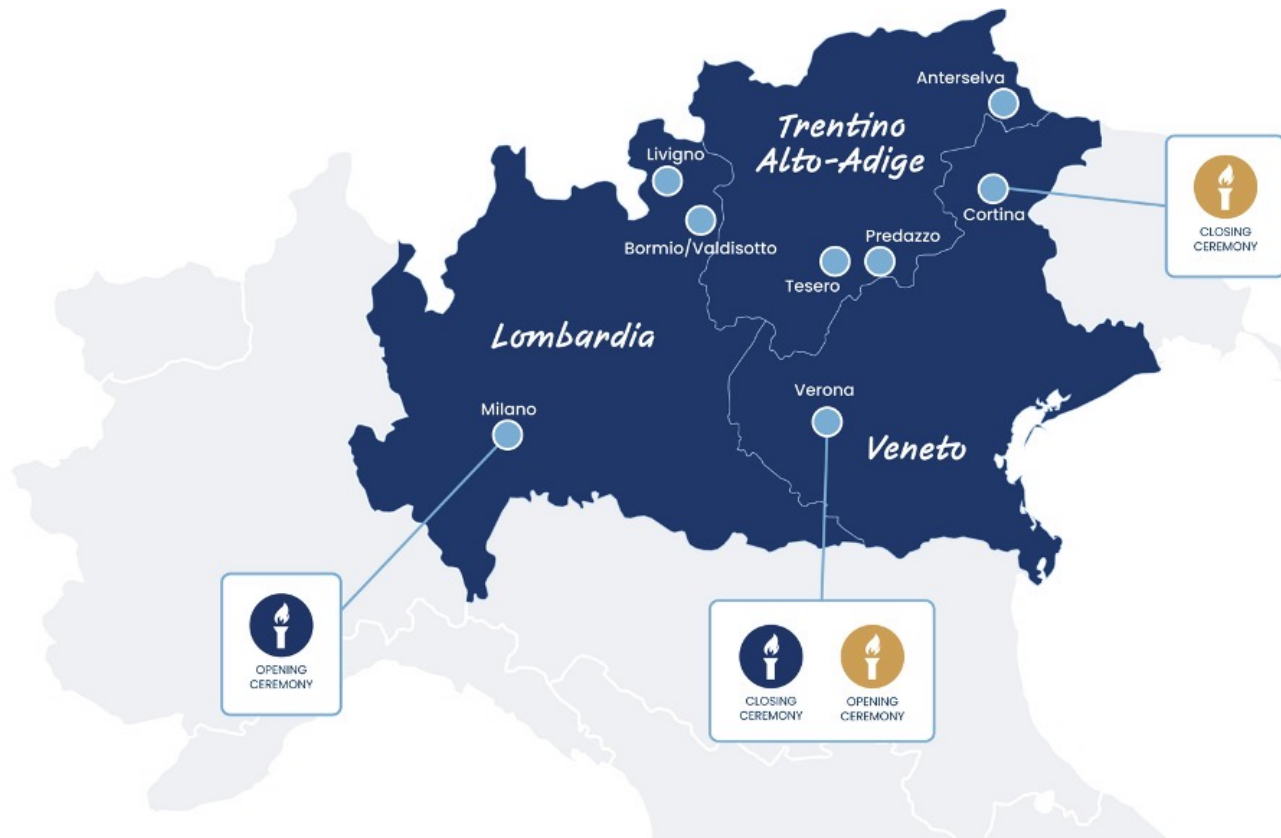 Anterselva
Trentino
Alto-Adige
Livigno
Cortina
CLOSING
CEREMONY
Bormio/Valdisotto
Predazzo
Tesero
Lombardia
Verona
Milano
Veneto
OPENING
CEREMONY
CLOSING
CEREMONY
OPENING
CEREMONY